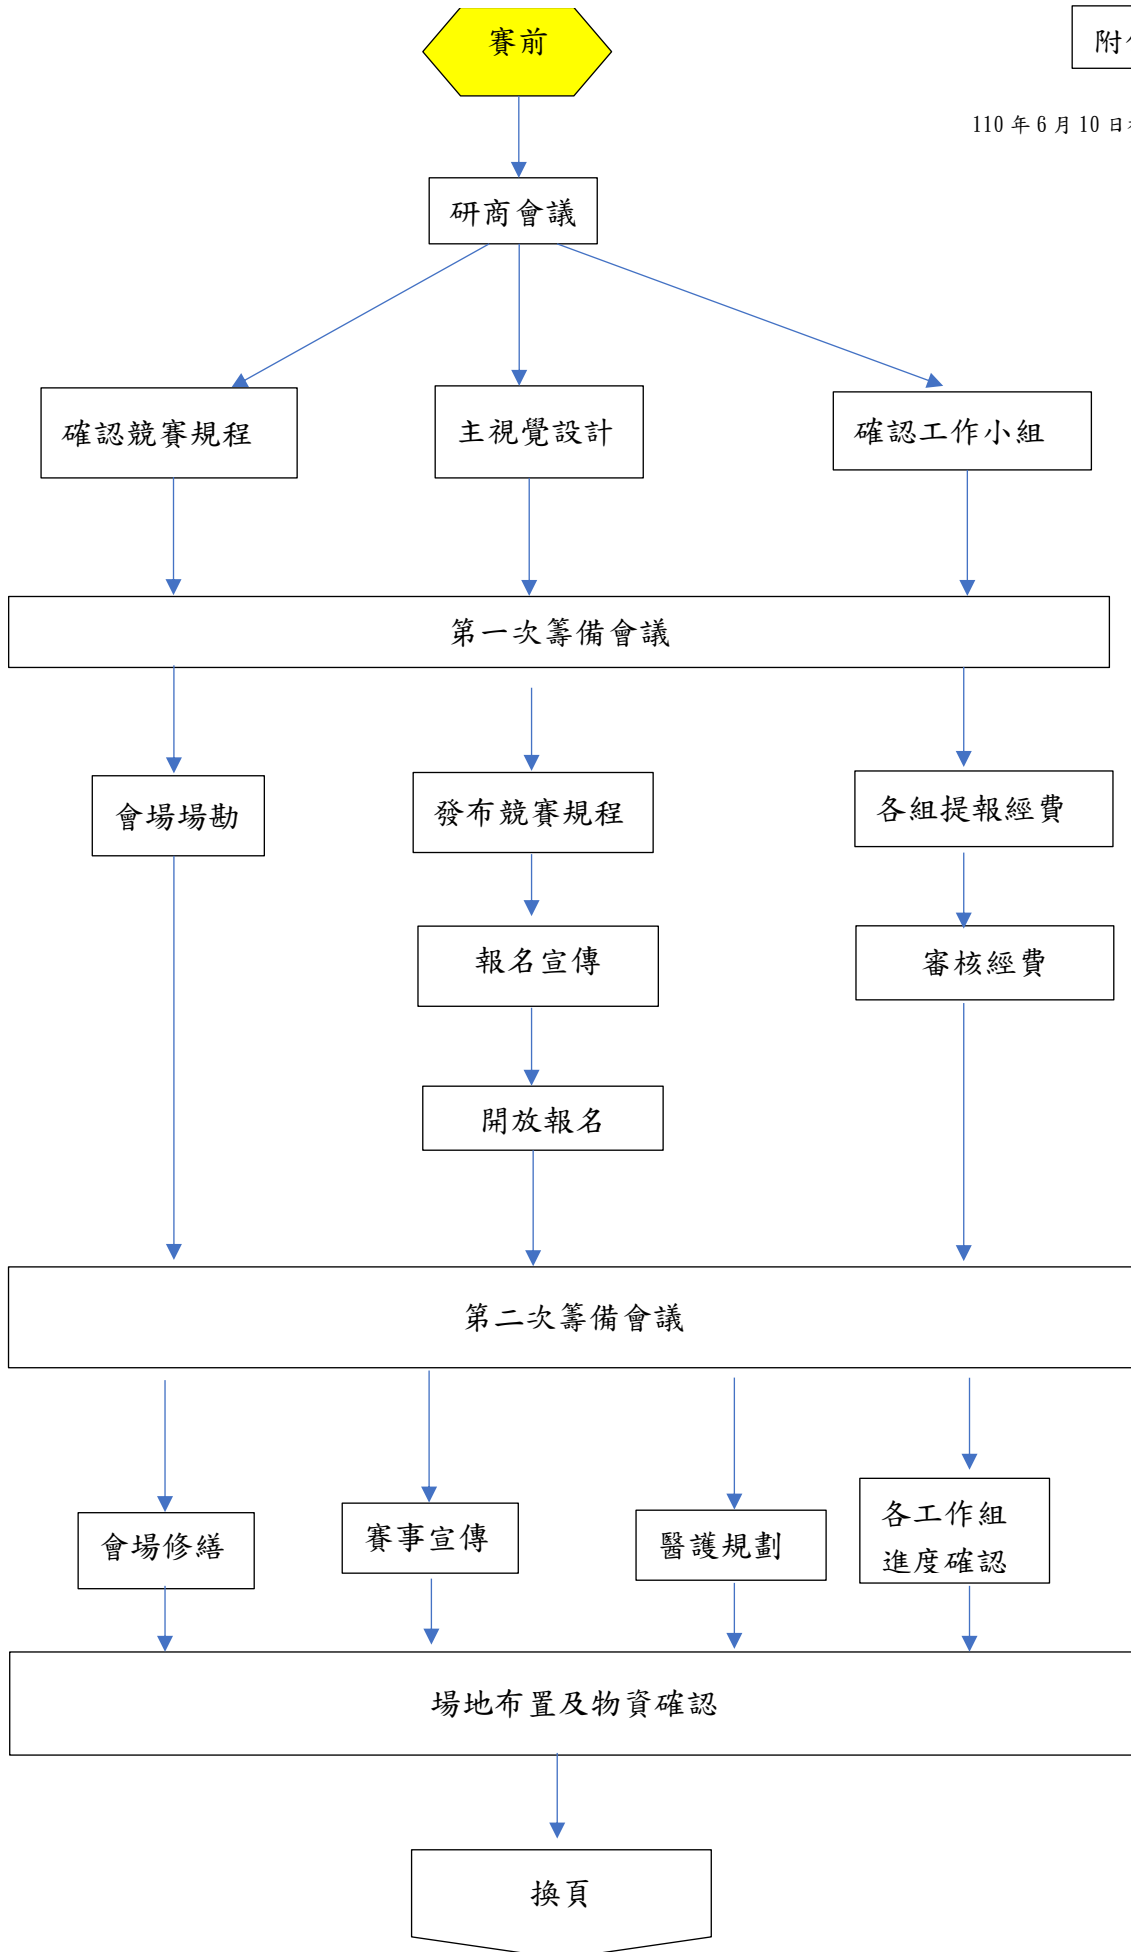 賽前
附
110 年 6 月 10 日
研商會議
確認競賽規程
主視覺設計
確認工作小組
第一次籌備會議
會場場勘
發布競賽規程
各組提報經費
報名宣傳
審核經費
開放報名
第二次籌備會議
會場修繕
賽事宣傳
醫護規劃
各工作組
進度確認
場地布置及物資確認
換頁